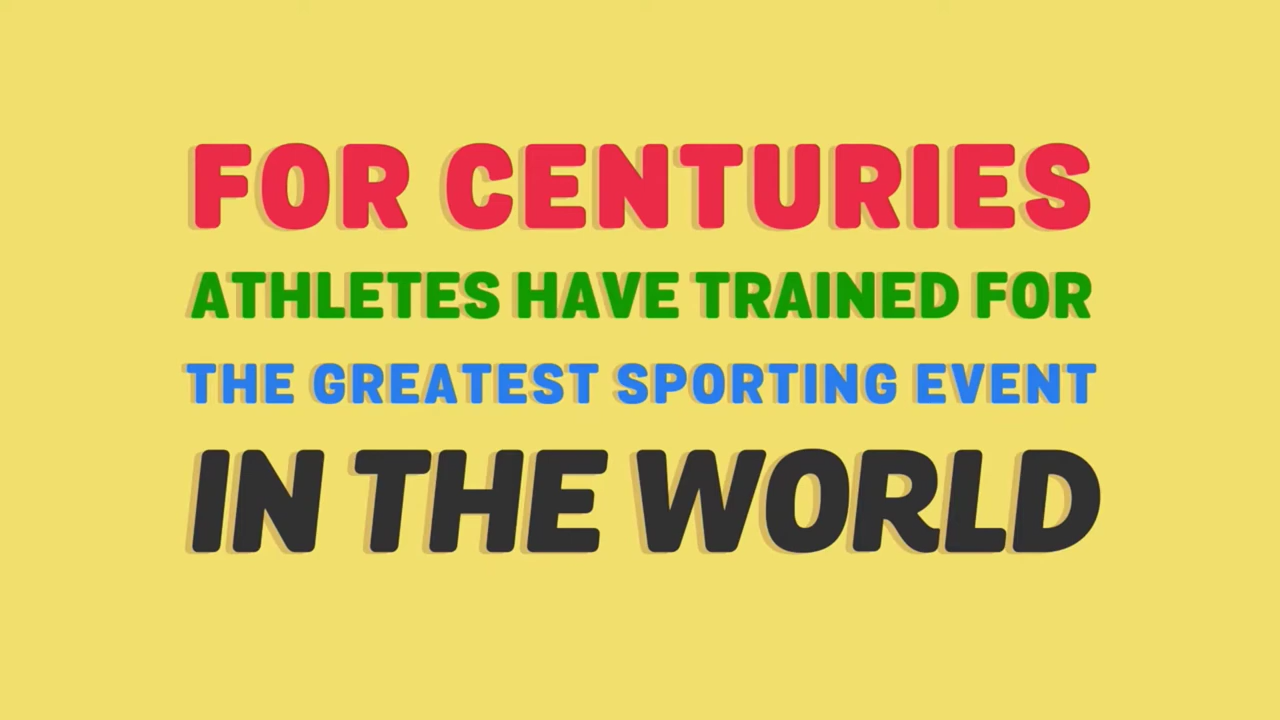 FOR CENTURIES
ATHLETES HAVE TRAINED FOR
THE GREATEST SPORTING EVENT
IN THE WORLD